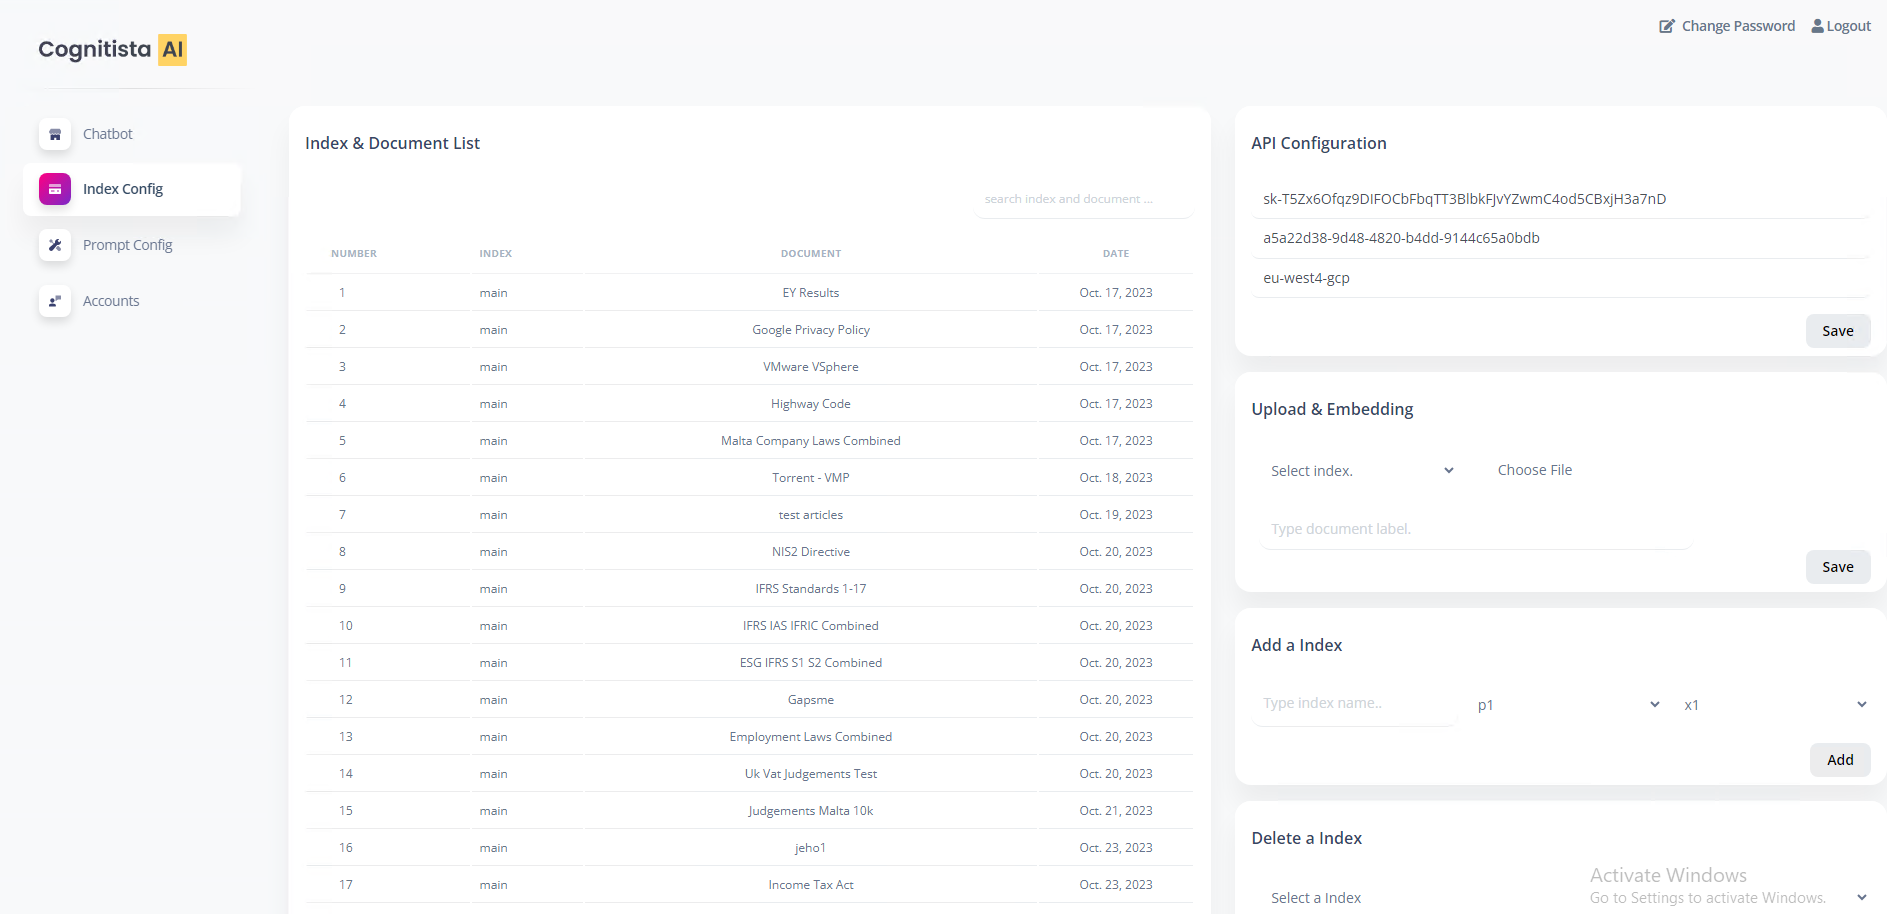 Change Password Logout
Cognitista AI
Chatbot
Index Config
Prompt Config
Accounts
Index & Document List
search index and document ...
NUMBER INDEX DOCUMENT DATE
1 main EY Results Oct. 17, 2023
2 main Google Privacy Policy Oct. 17, 2023
3 main VMware VSphere Oct. 17, 2023
4 main Highway Code Oct. 17, 2023
5 main Malta Company Laws Combined Oct. 17, 2023
6 main Torrent - VMP Oct. 18, 2023
7 main test articles Oct. 19, 2023
8 main NIS2 Directive Oct. 20, 2023
9 main IFRS Standards 1-17 Oct. 20, 2023
10 main IFRS IAS IFRIC Combined Oct. 20, 2023
11 main ESG IFRS S1 S2 Combined Oct. 20, 2023
12 main Gapsme Oct. 20, 2023
13 main Employment Laws Combined Oct. 20, 2023
14 main Uk Vat Judgements Test Oct. 20, 2023
15 main Judgements Malta 10k Oct. 21, 2023
16 main jeho1 Oct. 23, 2023
17 main Income Tax Act Oct. 23, 2023
API Configuration
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
a5a22d38-9d48-4820-b4dd-9144c65a0bdb
eu-west4-gcp
Save
Upload & Embedding
Select index. Choose File
Type document label.
Save
Add a Index
Type index name.. p1 x1
Add
Delete a Index
Select a Index
Activate Windows
Go to Settings to activate Windows.